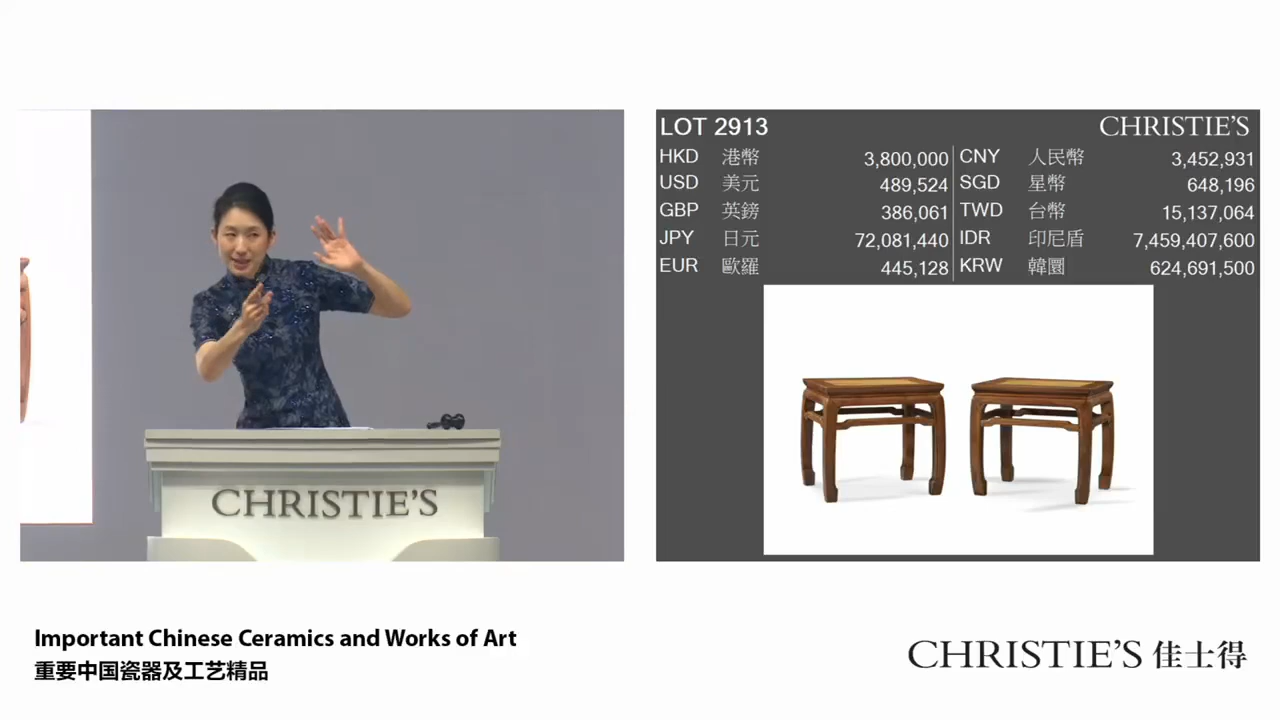 CHRISTIE'S
LOT 2913 CHRISTIE'S
HKD 港幣 3,800,000 CNY 人民幣 3,452,931
USD 美元 489,524 SGD 星幣 648,196
GBP 英鎊 386,061 TWD 台幣 15,137,064
JPY 日元 72,081,440 IDR 印尼盾 7,459,407,600
EUR 歐羅 445,128 KRW 韓圜 624,691,500
Important Chinese Ceramics and Works of Art
重要中国瓷器及工艺精品
CHRISTIE'S 佳士得